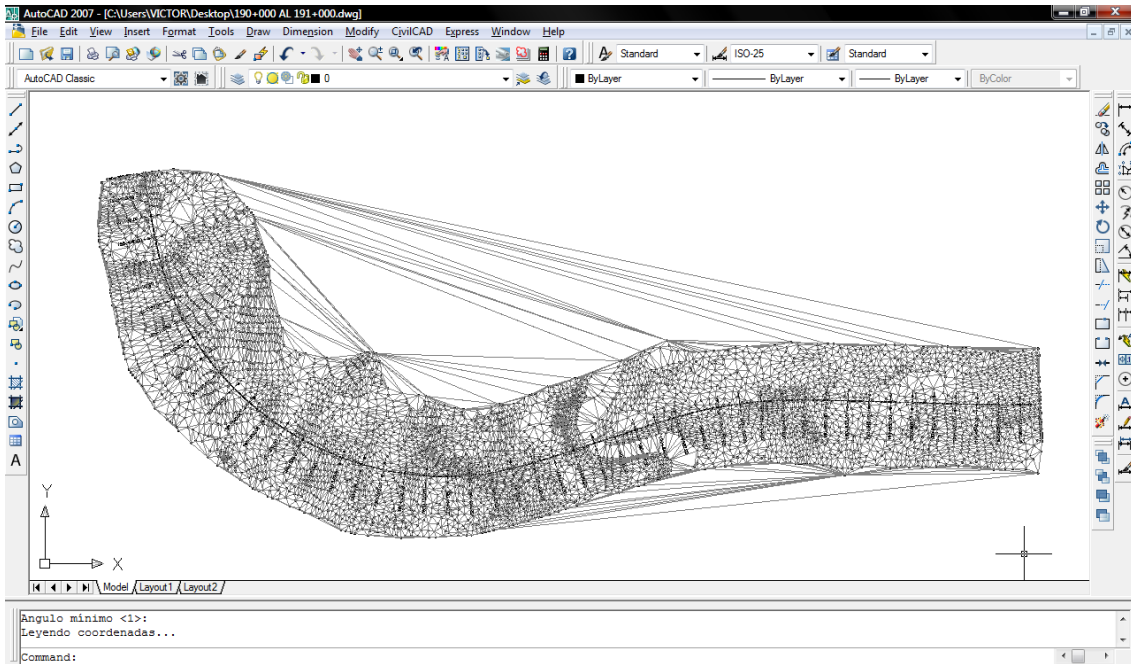 AutoCAD 2007 - [C:\Users\VICTOR\Desktop\190+000 AL 191+000.dwg]
File Edit View Insert Format Tools Draw Dimension Modify CivilCAD Express Window Help
Standard ISO-25 Standard
AutoCAD Classic 0 ByLayer ByLayer ByLayer ByColor
Y
X
A
Model Layout1 Layout2
Angulo mínimo <1>:
Leyendo coordenadas...
Command: